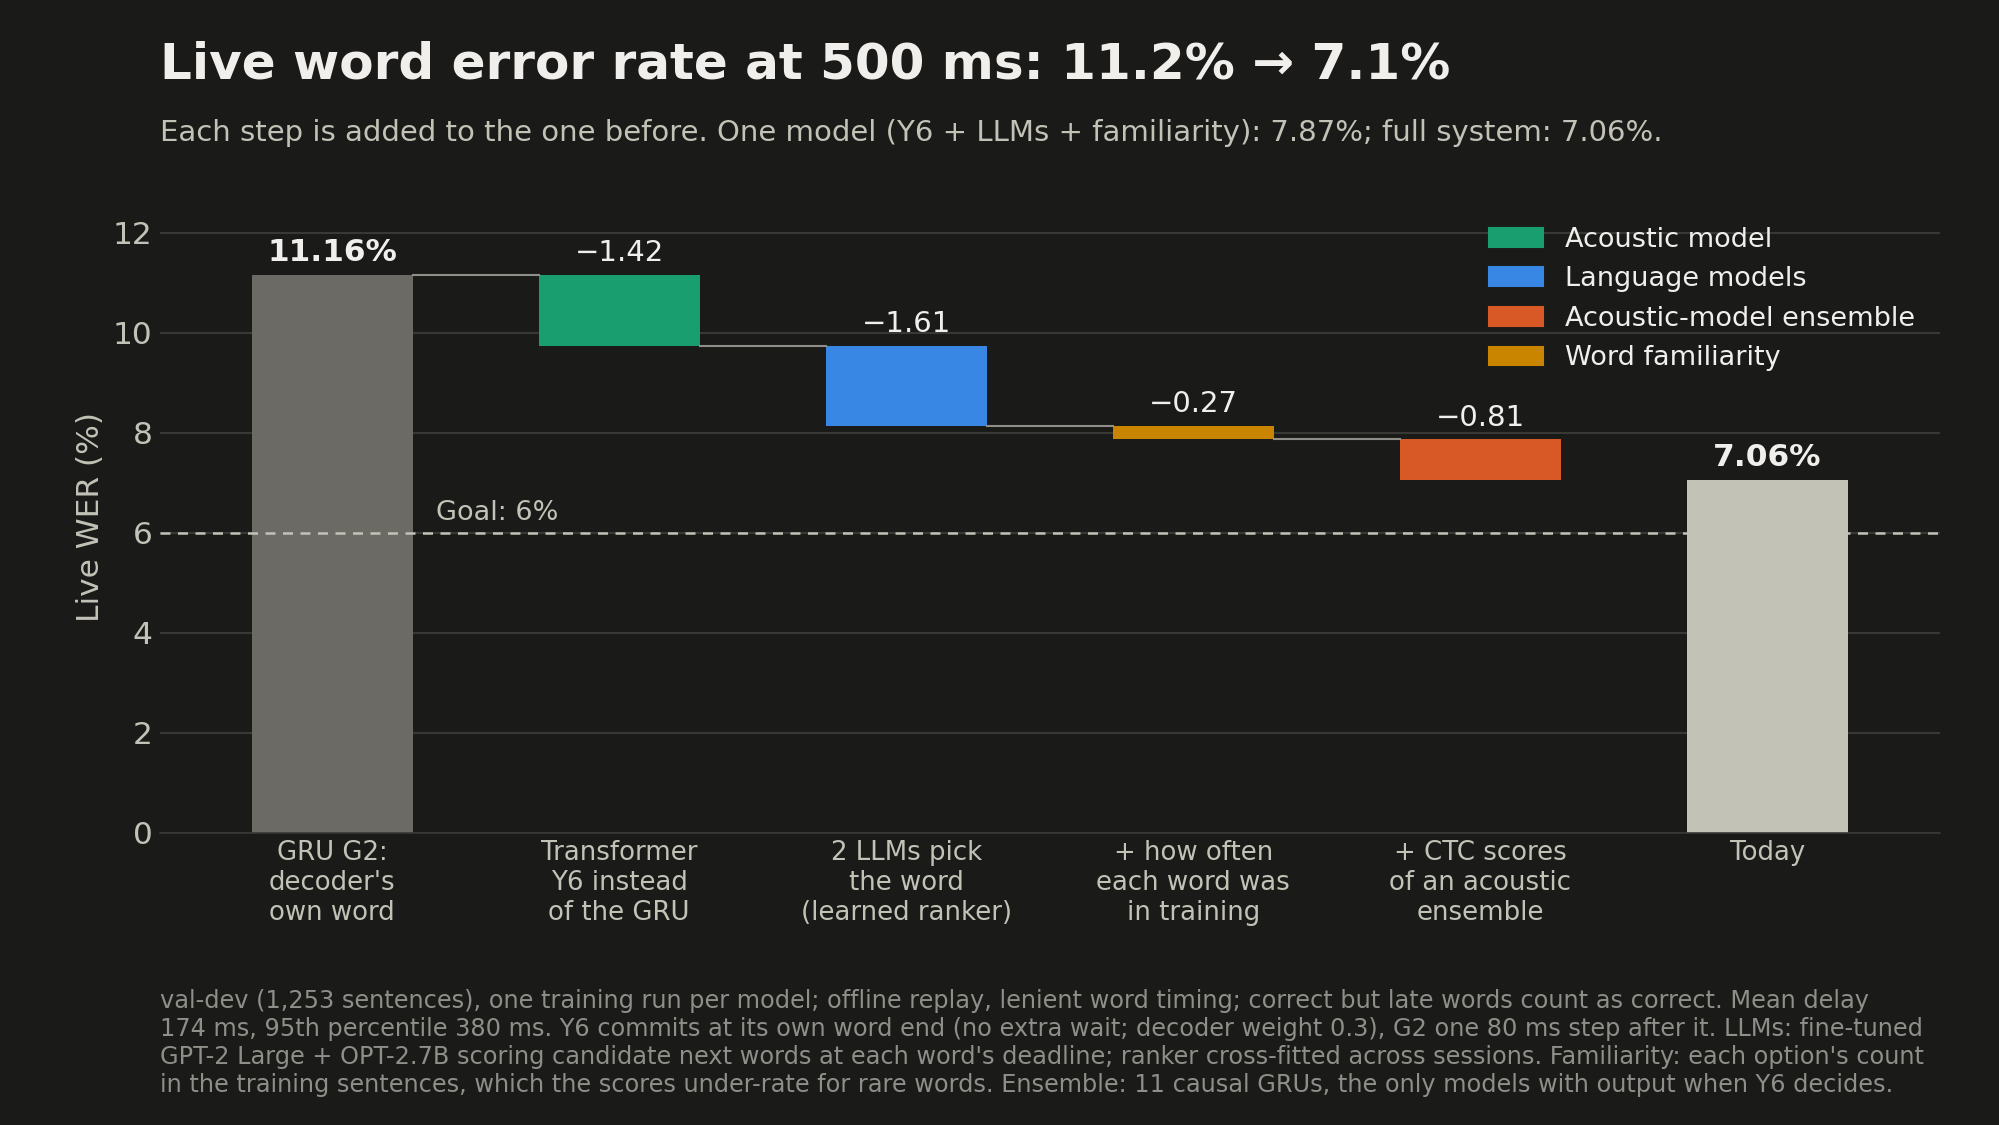 Live word error rate at 500 ms: 11.2% → 7.1%
Each step is added to the one before. One model (Y6 + LLMs + familiarity): 7.87%; full system: 7.06%.
12
10
8
6
4
2
0
Live WER (%)
11.16%
−1.42
−1.61
−0.27
−0.81
7.06%
Goal: 6%
Acoustic model
Language models
Acoustic-model ensemble
Word familiarity
GRU G2:
decoder's
own word
Transformer
Y6 instead
of the GRU
2 LLMs pick
the word
(learned ranker)
+ how often
each word was
in training
+ CTC scores
of an acoustic
ensemble
Today
val-dev (1,253 sentences), one training run per model; offline replay, lenient word timing; correct but late words count as correct. Mean delay
174 ms, 95th percentile 380 ms. Y6 commits at its own word end (no extra wait; decoder weight 0.3), G2 one 80 ms step after it. LLMs: fine-tuned
GPT-2 Large + OPT-2.7B scoring candidate next words at each word's deadline; ranker cross-fitted across sessions. Familiarity: each option's count
in the training sentences, which the scores under-rate for rare words. Ensemble: 11 causal GRUs, the only models with output when Y6 decides.